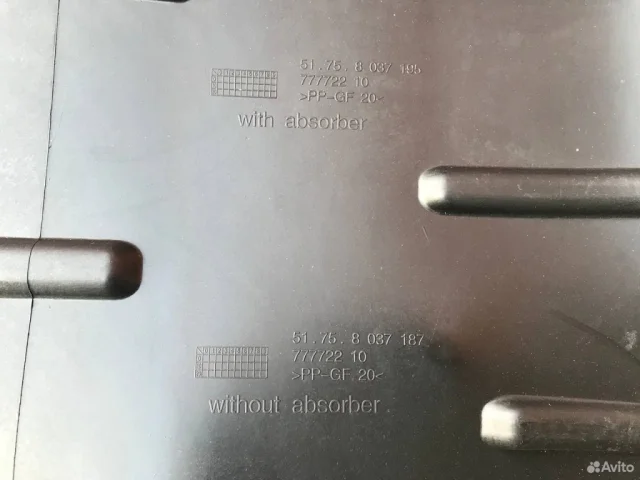 51.75. 8 037 195
777722 10
>PP-GF 20<
with absorber
51.75. 8 037 187
777722 10
>PP-GF 20<
without absorber
Avito